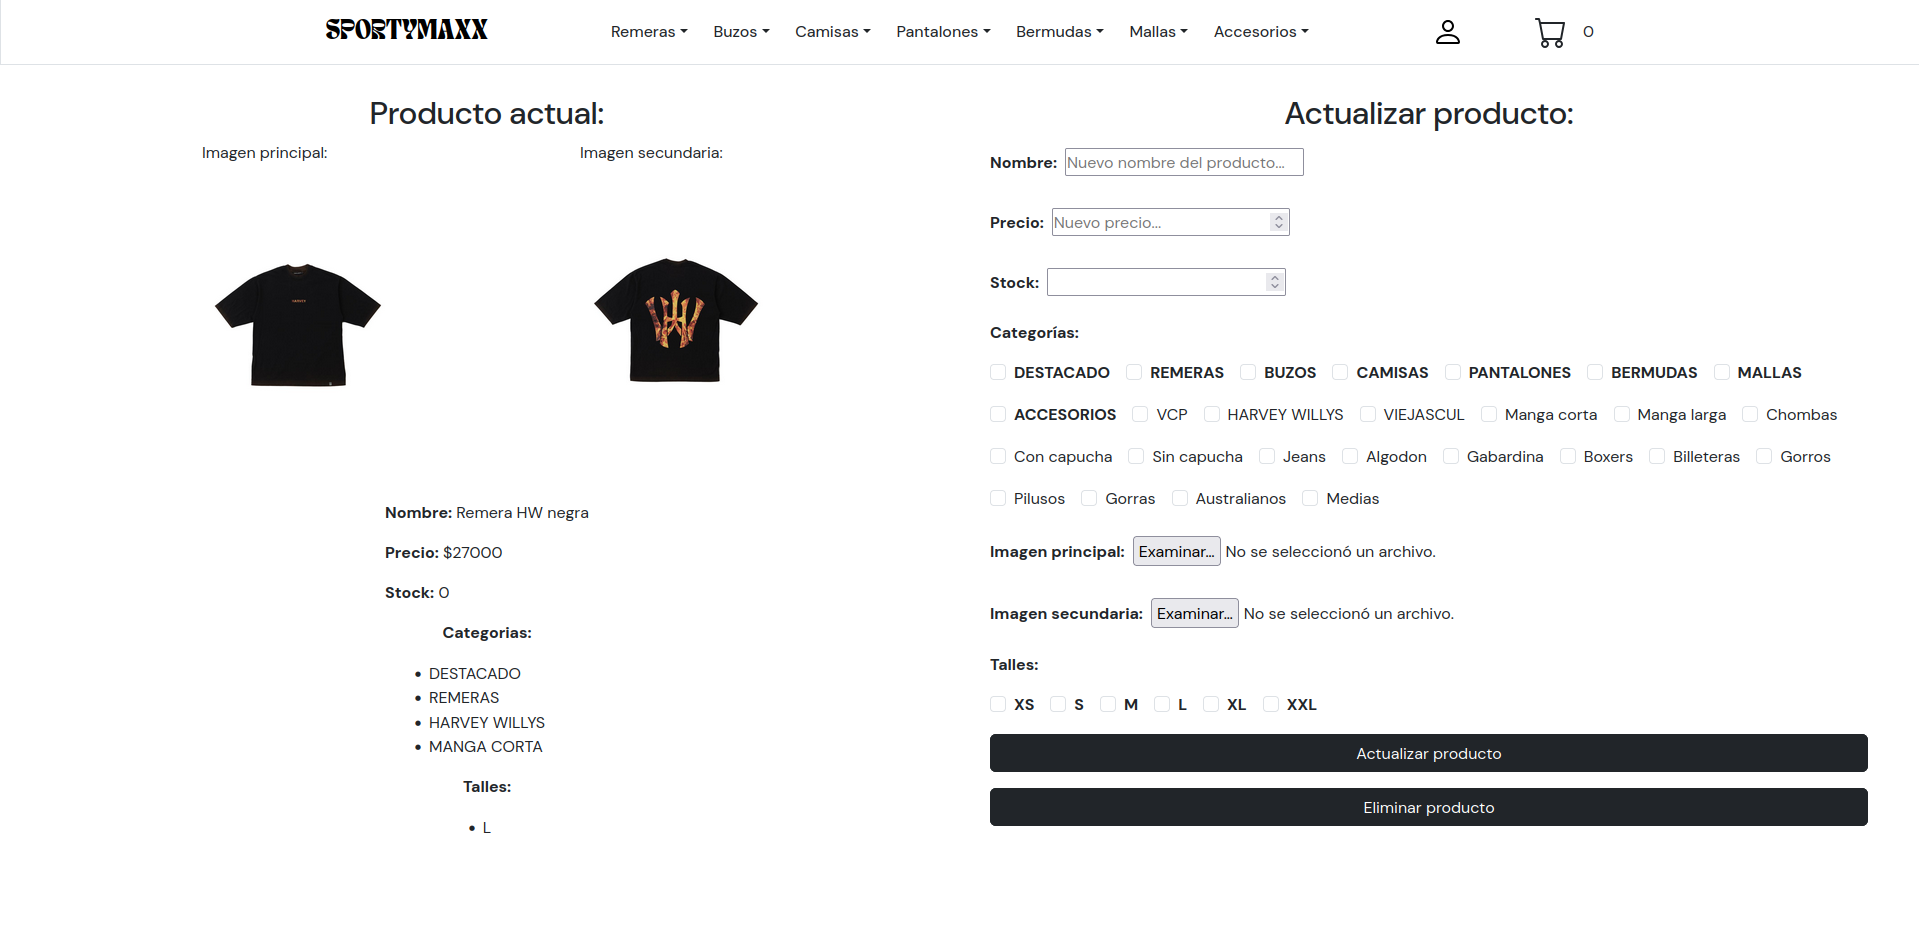 SPORTYMAXX Remeras Buzos Camisas Pantalones Bermudas Mallas Accesorios 0
Producto actual:
Imagen principal: Imagen secundaria:
HARVEY
Nombre: Remera HW negra
Precio: $27000
Stock: 0
Categorias:
DESTACADO
REMERAS
HARVEY WILLYS
MANGA CORTA
Talles:
L
Actualizar producto:
Nombre: Nuevo nombre del producto...
Precio: Nuevo precio...
Stock:
Categorías:
DESTACADO REMERAS BUZOS CAMISAS PANTALONES BERMUDAS MALLAS
ACCESORIOS VCP HARVEY WILLYS VIEJASCUL Manga corta Manga larga Chombas
Con capucha Sin capucha Jeans Algodon Gabardina Boxers Billeteras Gorros
Pilusos Gorras Australianos Medias
Imagen principal: Examinar... No se seleccionó un archivo.
Imagen secundaria: Examinar... No se seleccionó un archivo.
Talles:
XS S M L XL XXL
Actualizar producto
Eliminar producto